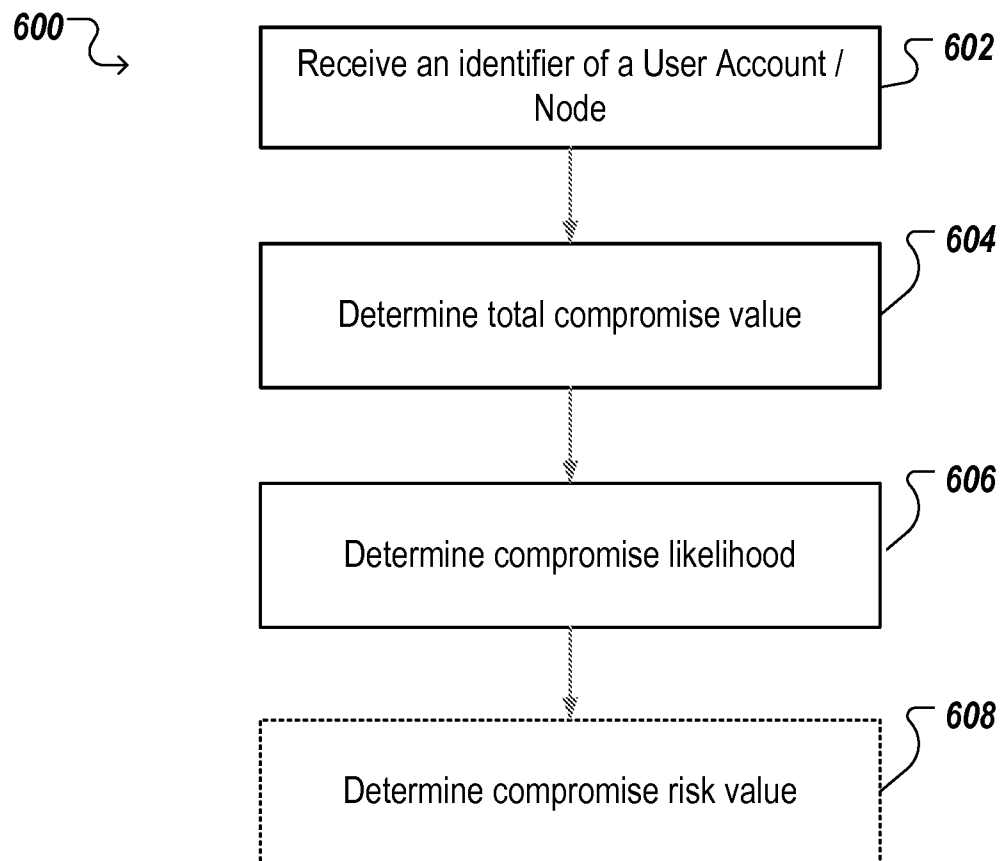 600
602
Receive an identifier of a User Account /
Node
604
Determine total compromise value
606
Determine compromise likelihood
608
Determine compromise risk value